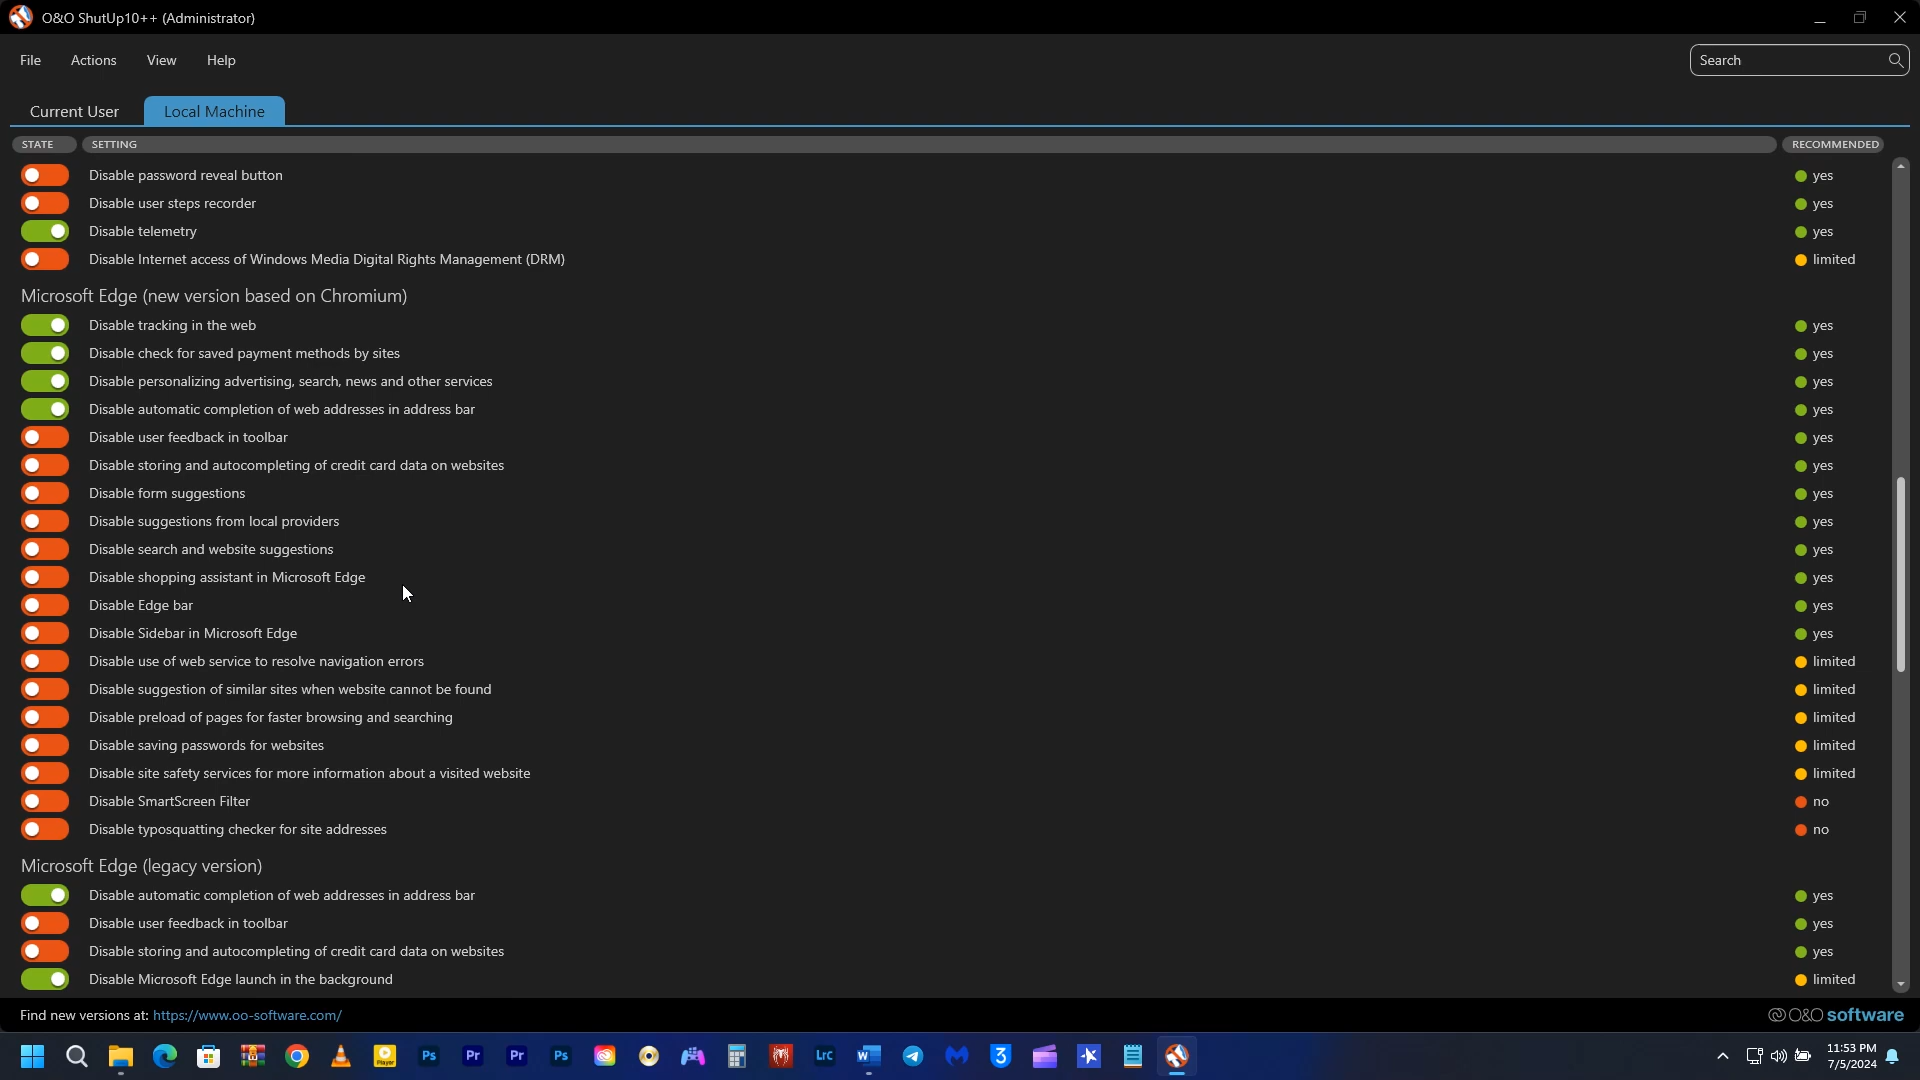 O&O ShutUp10++ (Administrator)
File Actions View Help
Search
Current User Local Machine
STATE SETTING RECOMMENDED
Disable password reveal button yes
Disable user steps recorder yes
Disable telemetry yes
Disable Internet access of Windows Media Digital Rights Management (DRM) limited
Microsoft Edge (new version based on Chromium)
Disable tracking in the web yes
Disable check for saved payment methods by sites yes
Disable personalizing advertising, search, news and other services yes
Disable automatic completion of web addresses in address bar yes
Disable user feedback in toolbar yes
Disable storing and autocompleting of credit card data on websites yes
Disable form suggestions yes
Disable suggestions from local providers yes
Disable search and website suggestions yes
Disable shopping assistant in Microsoft Edge yes
Disable Edge bar yes
Disable Sidebar in Microsoft Edge yes
Disable use of web service to resolve navigation errors limited
Disable suggestion of similar sites when website cannot be found limited
Disable preload of pages for faster browsing and searching limited
Disable saving passwords for websites limited
Disable site safety services for more information about a visited website limited
Disable SmartScreen Filter no
Disable typosquatting checker for site addresses no
Microsoft Edge (legacy version)
Disable automatic completion of web addresses in address bar yes
Disable user feedback in toolbar yes
Disable storing and autocompleting of credit card data on websites yes
Disable Microsoft Edge launch in the background limited
Find new versions at: https://www.oo-software.com/ O&O software
Player Ps Pr Pr Ps LrC W 3 11:53 PM
7/5/2024